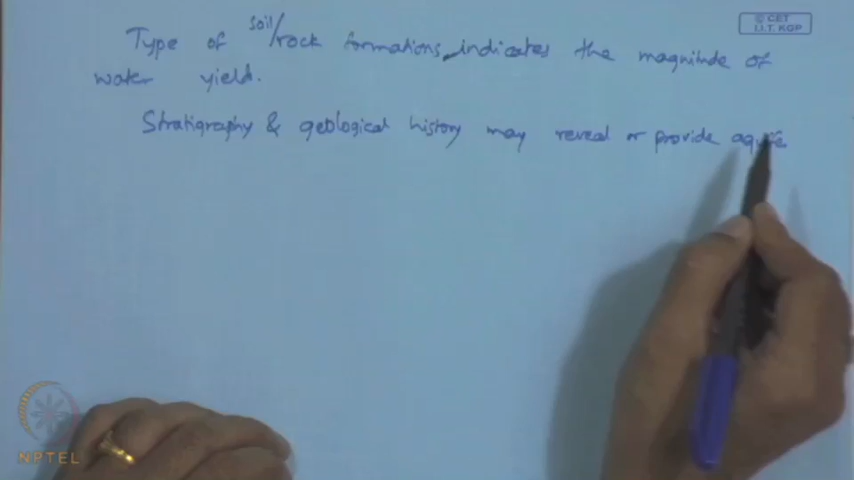 © CET
I.I.T. KGP
Type of soil/rock formations indicates the magnitude of
water yield.
Stratigraphy & geological history may reveal or provide aquife
NPTEL